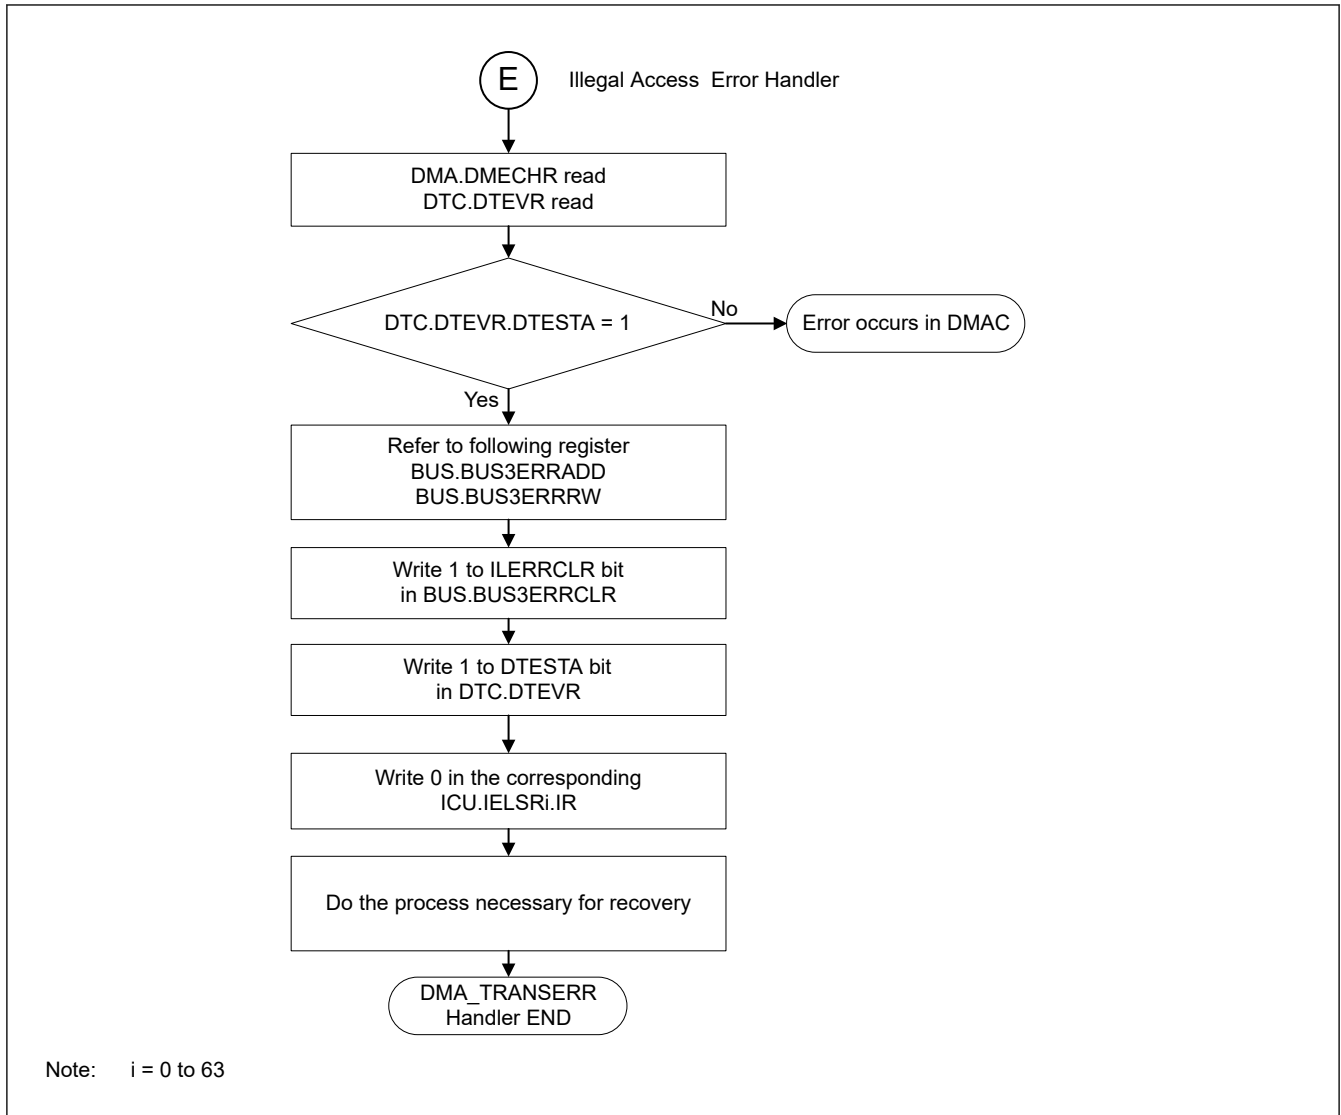 E
Illegal Access Error Handler
DMA.DMECHR read
DTC.DTEVR read
DTC.DTEVR.DTESTA = 1
No
Error occurs in DMAC
Yes
Refer to following register
BUS.BUS3ERRADD
BUS.BUS3ERRRW
Write 1 to ILERRCLR bit
in BUS.BUS3ERRCLR
Write 1 to DTESTA bit
in DTC.DTEVR
Write 0 in the corresponding
ICU.IELSRi.IR
Do the process necessary for recovery
DMA_TRANSERR
Handler END
Note: i = 0 to 63